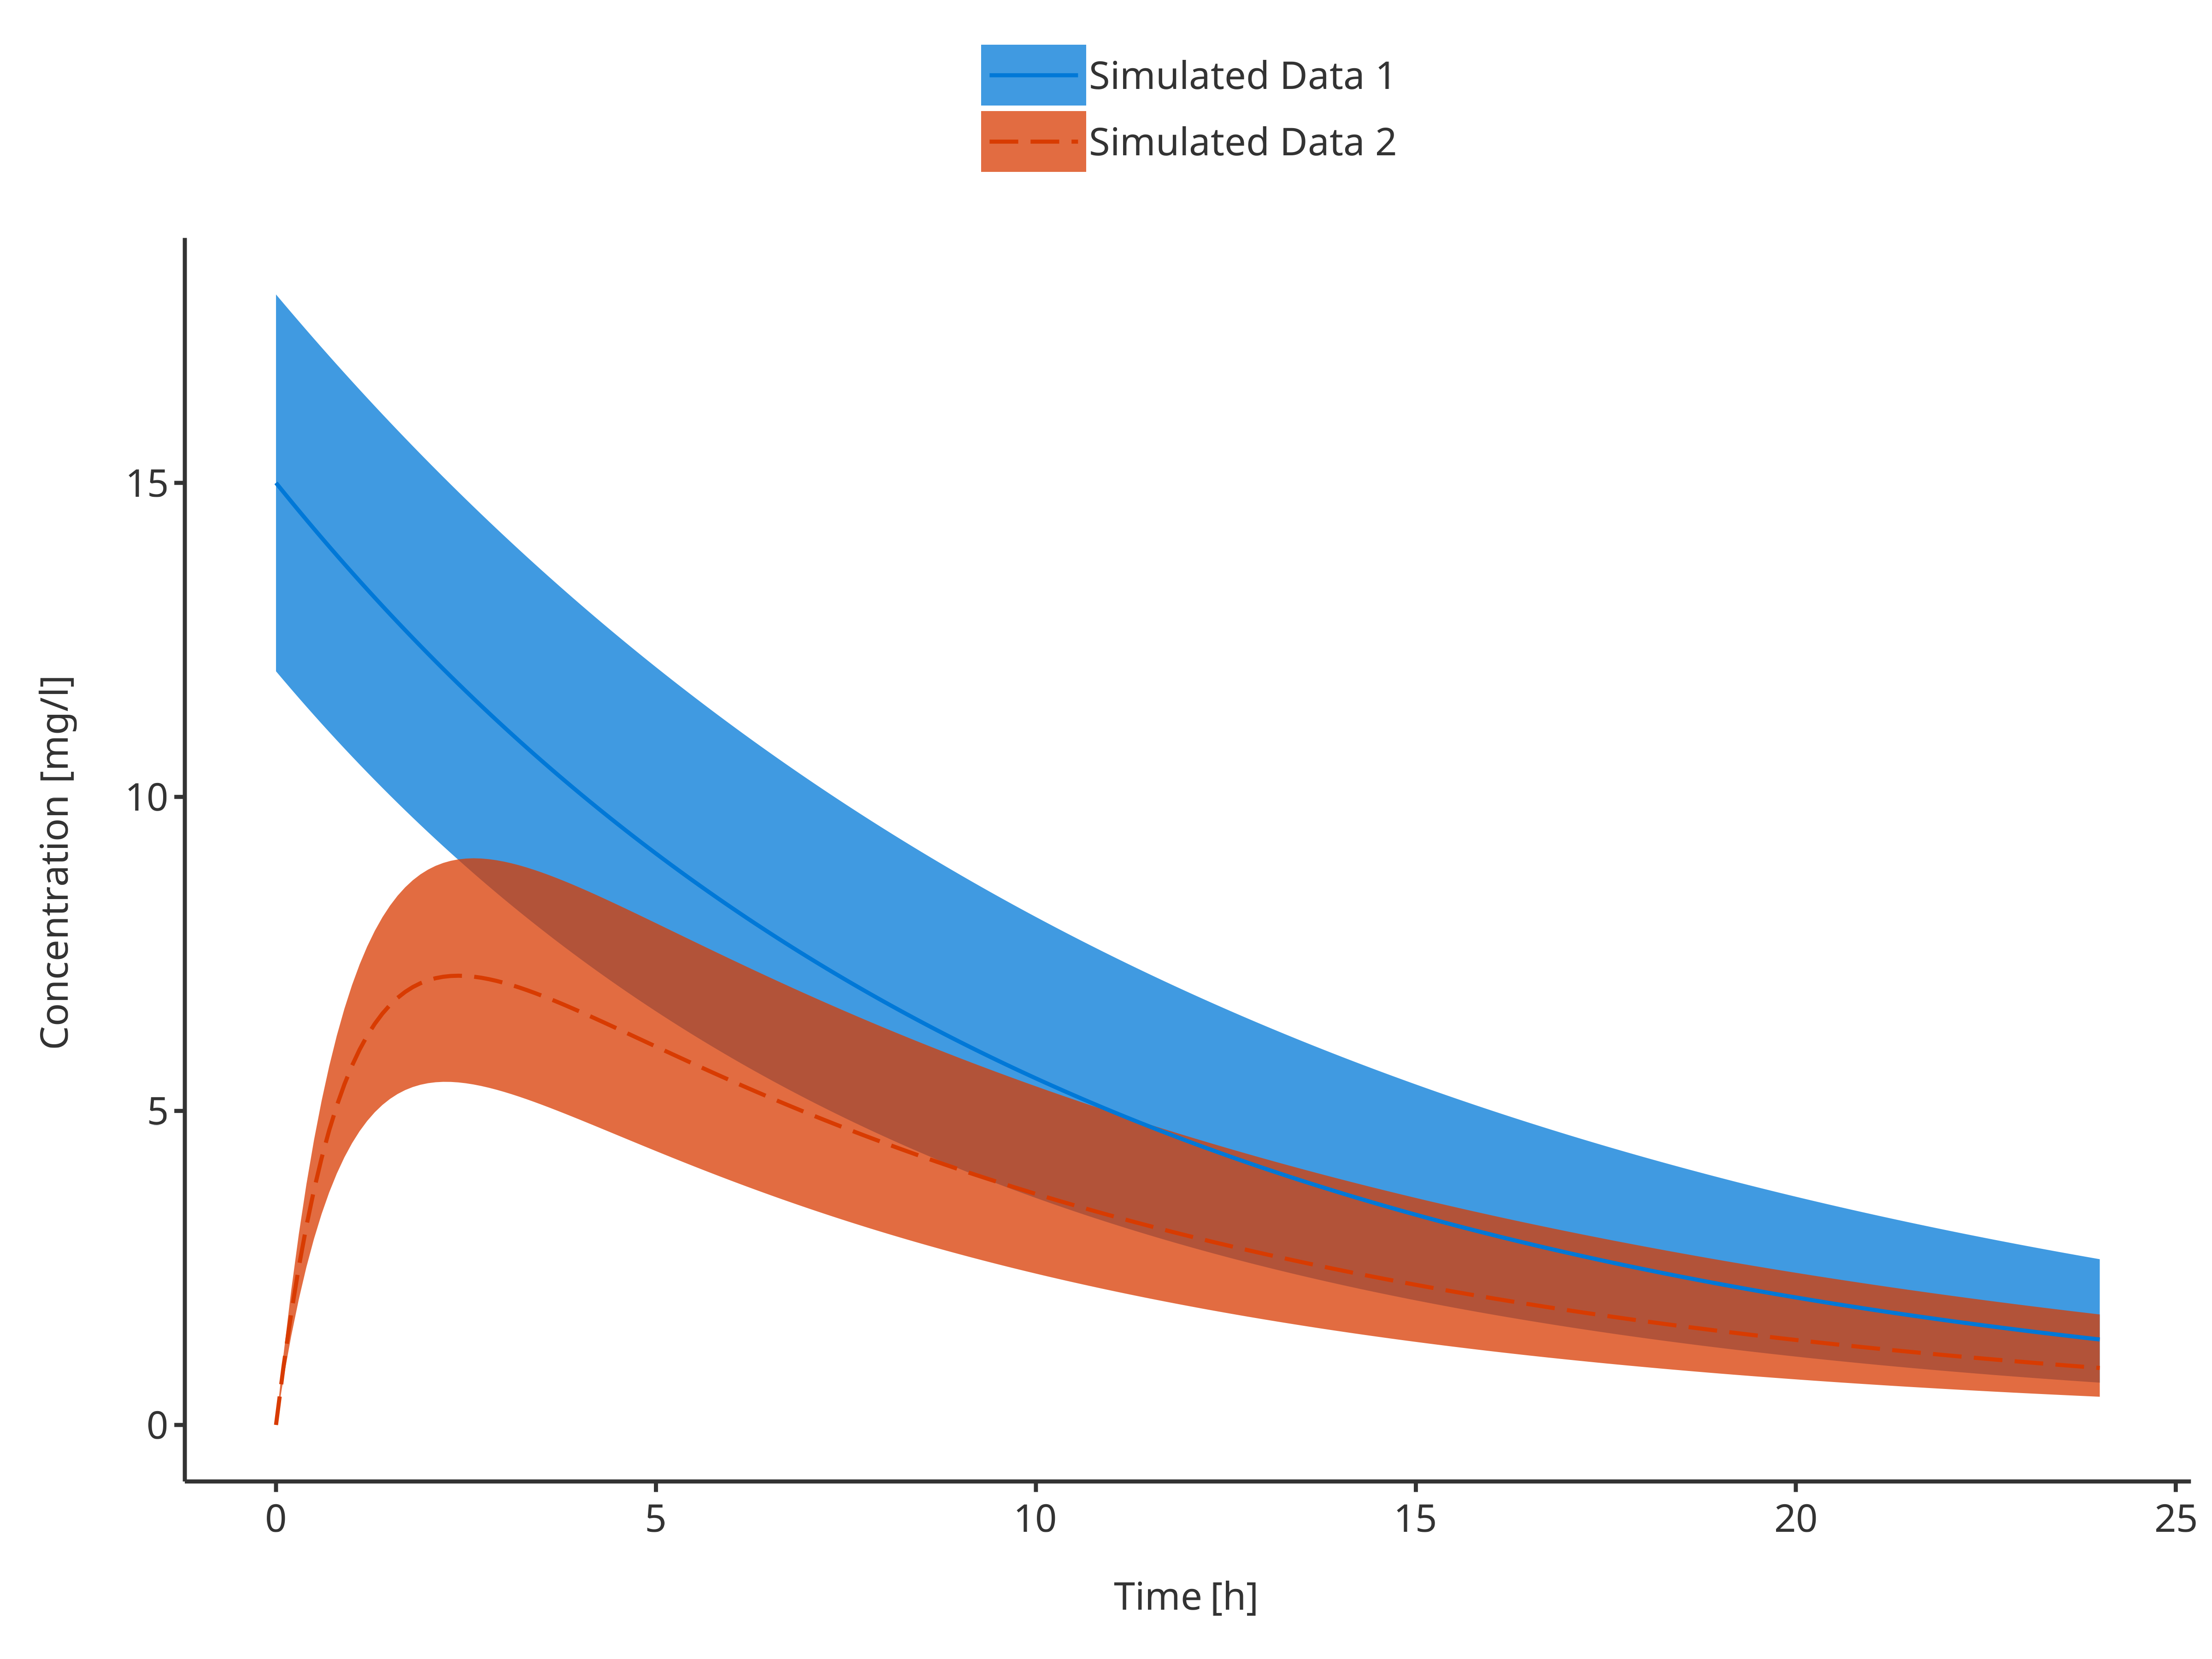 Simulated Data 1
Simulated Data 2
Concentration [mg/l]
15
10
5
0
0 5 10 15 20 25
Time [h]